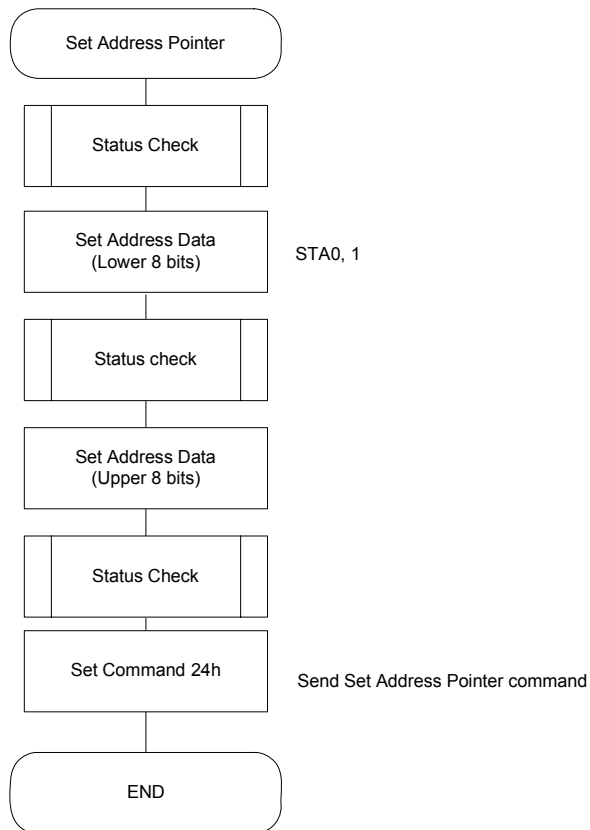 Set Address Pointer
Status Check
Set Address Data
(Lower 8 bits)
STA0, 1
Status check
Set Address Data
(Upper 8 bits)
Status Check
Set Command 24h
Send Set Address Pointer command
END